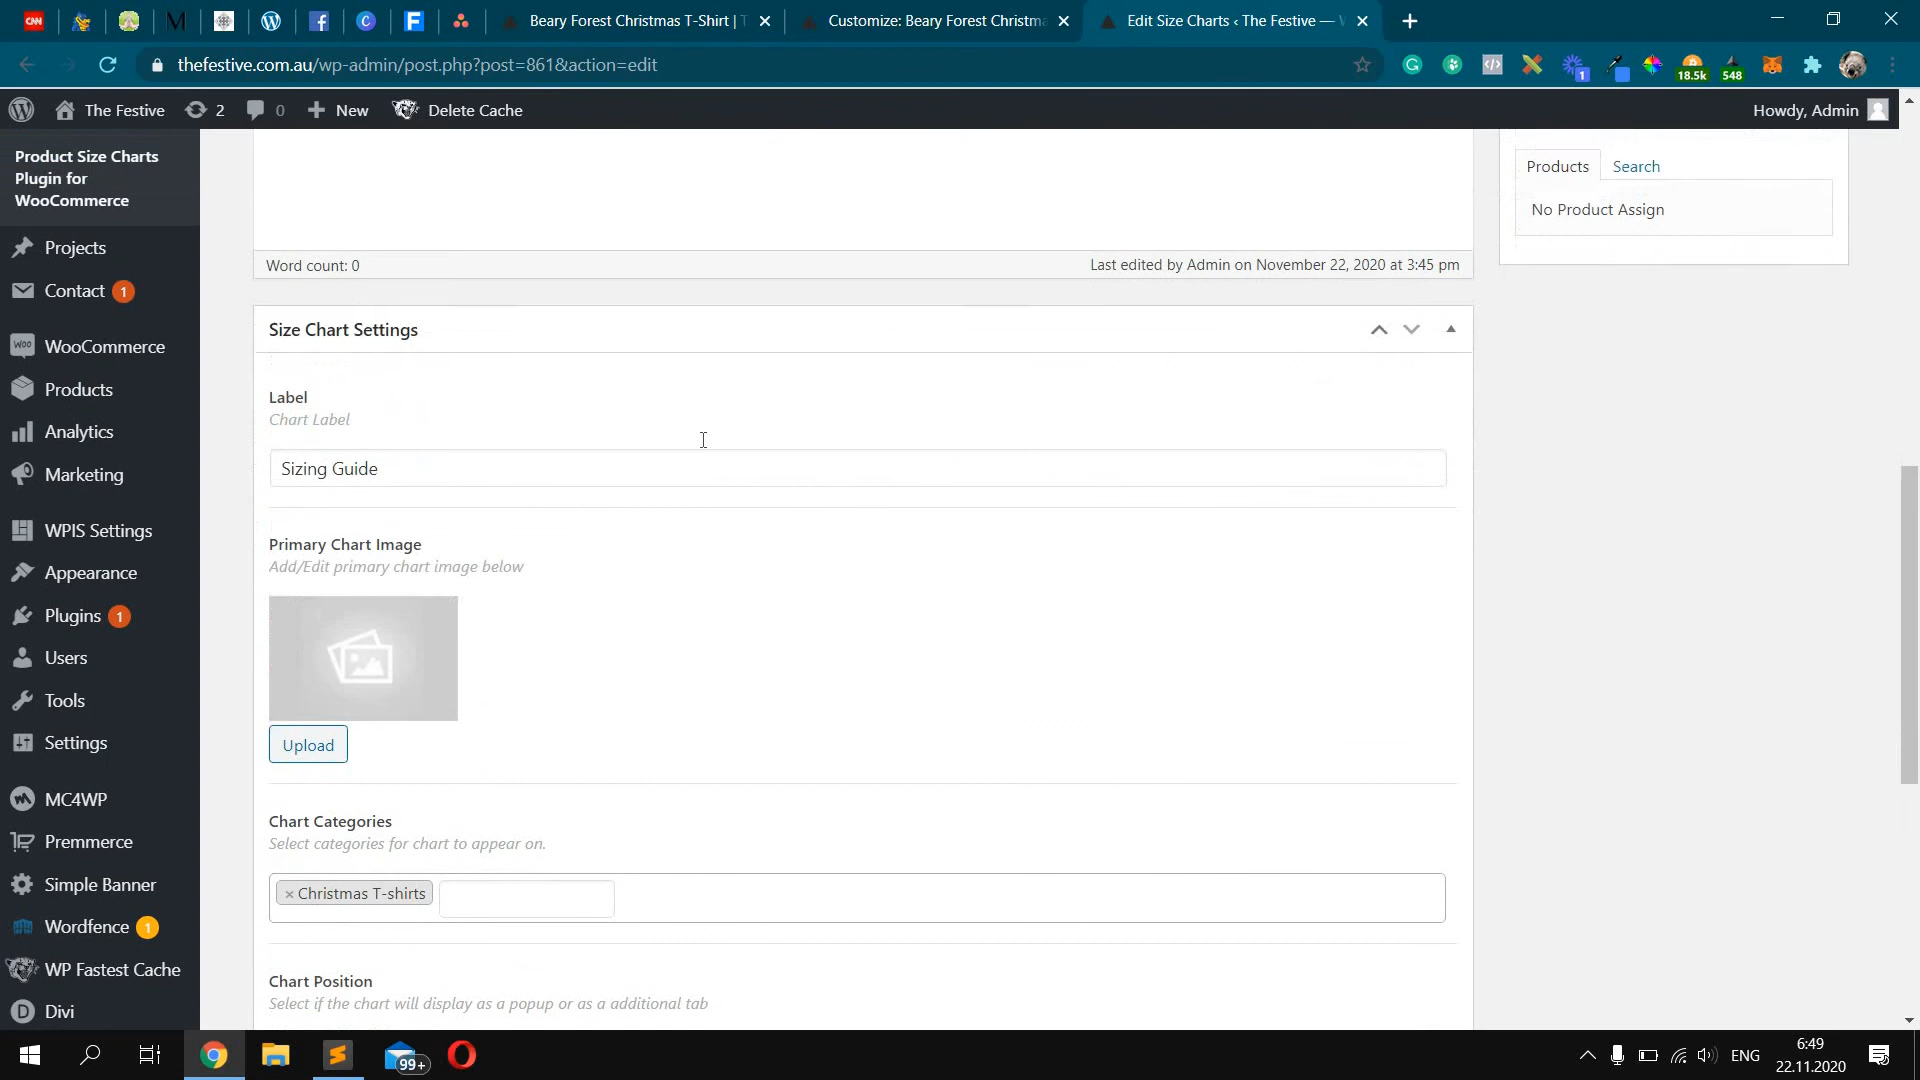 Beary Forest Christmas T-Shirt | T
Customize: Beary Forest Christma
Edit Size Charts ‹ The Festive — W
thefestive.com.au/wp-admin/post.php?post=861&action=edit
1
18.5k
548
The Festive
2
0
New
Delete Cache
Howdy, Admin
Product Size Charts
Plugin for
WooCommerce
Projects
Contact 1
WooCommerce
Products
Analytics
Marketing
WPIS Settings
Appearance
Plugins 1
Users
Tools
Settings
MC4WP
Premmerce
Simple Banner
Wordfence 1
WP Fastest Cache
Divi
Products
Search
No Product Assign
Word count: 0
Last edited by Admin on November 22, 2020 at 3:45 pm
Size Chart Settings
Label
Chart Label
Sizing Guide
Primary Chart Image
Add/Edit primary chart image below
Upload
Chart Categories
Select categories for chart to appear on.
× Christmas T-shirts
Chart Position
Select if the chart will display as a popup or as a additional tab
99+
ENG
6:49
22.11.2020